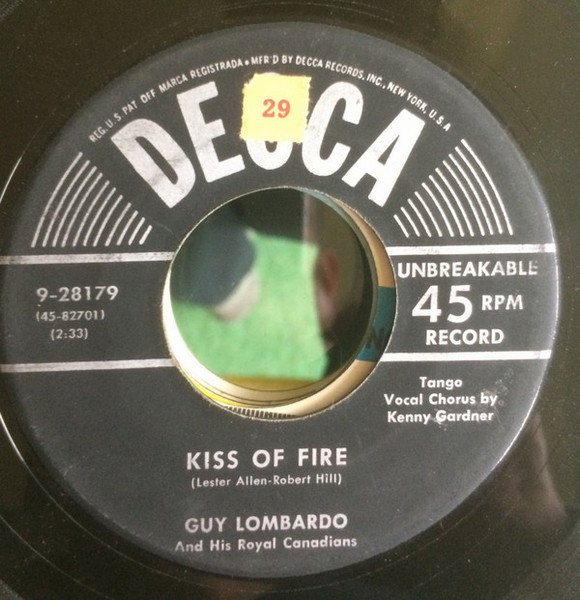 REG. U.S. PAT. OFF. MARCA REGISTRADA • MFR'D BY DECCA RECORDS, INC., NEW YORK, U.S.A
DECCA
29
9-28179
(45-82701)
(2:33)
UNBREAKABLE
45 RPM
RECORD
Tango
Vocal Chorus by
Kenny Gardner
KISS OF FIRE
(Lester Allen-Robert Hill)
GUY LOMBARDO
And His Royal Canadians